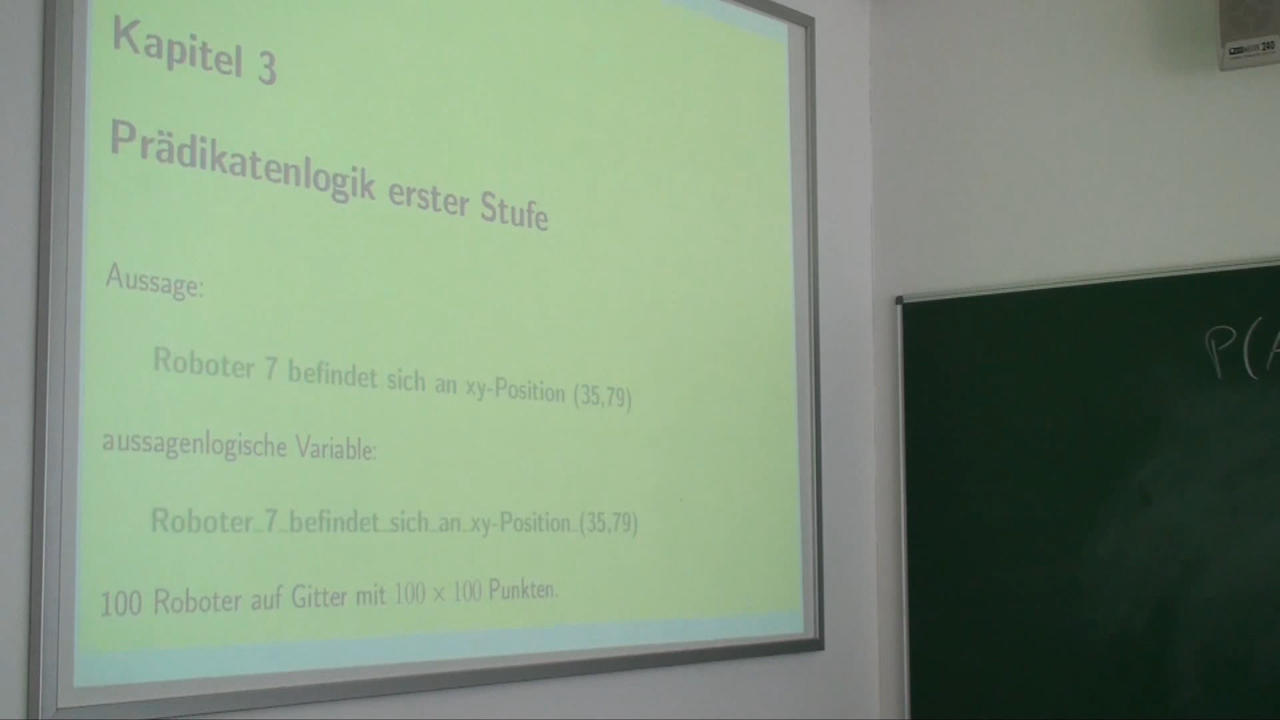 Kapitel 3
Prädikatenlogik erster Stufe
Aussage:
Roboter 7 befindet sich an xy-Position (35,79)
aussagenlogische Variable:
Roboter_7_befindet_sich_an_xy-Position_(35,79)
100 Roboter auf Gitter mit 100 × 100 Punkten.
P(A
240